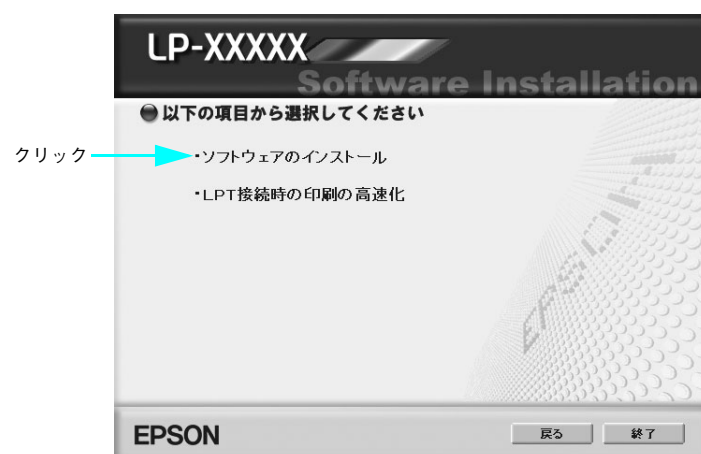 LP-XXXXX
Software Installation
以下の項目から選択してください
クリック
・ソフトウェアのインストール
・LPT接続時の印刷の高速化
EPSON
EPSON
戻る
終了